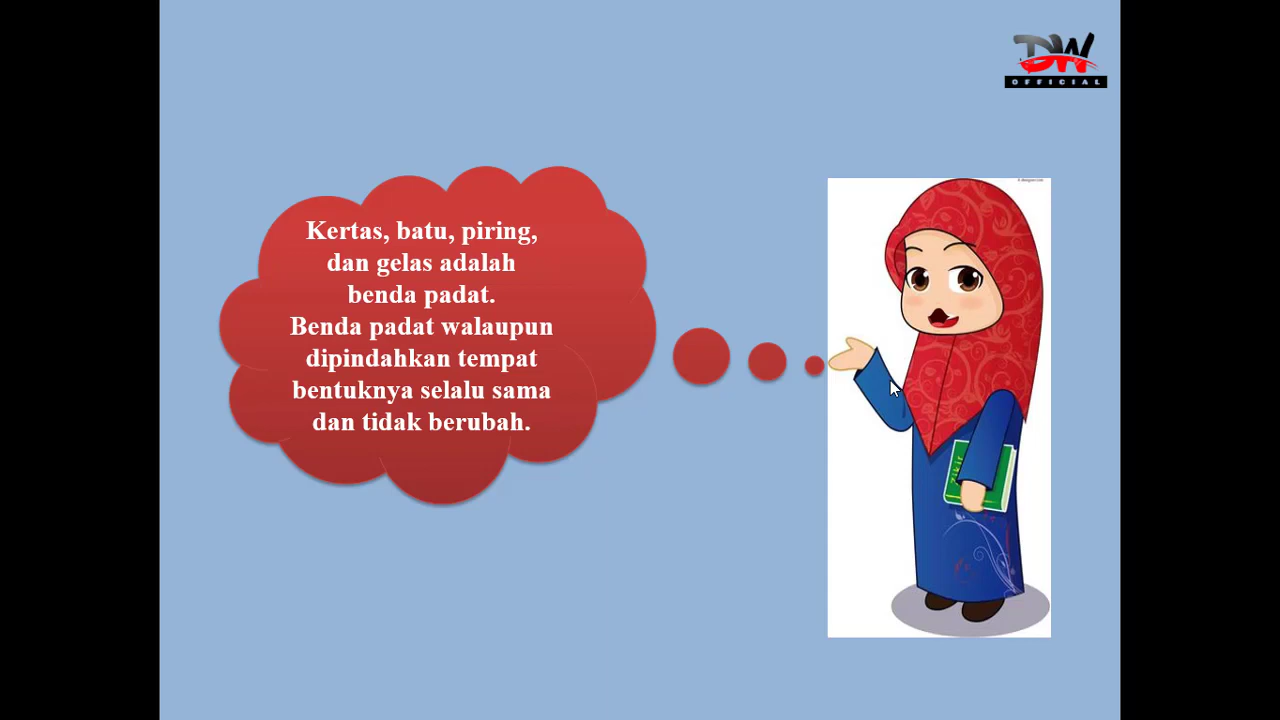 DW
OFFICIAL
Kertas, batu, piring,
dan gelas adalah
benda padat.
Benda padat walaupun
dipindahkan tempat
bentuknya selalu sama
dan tidak berubah.
zikir